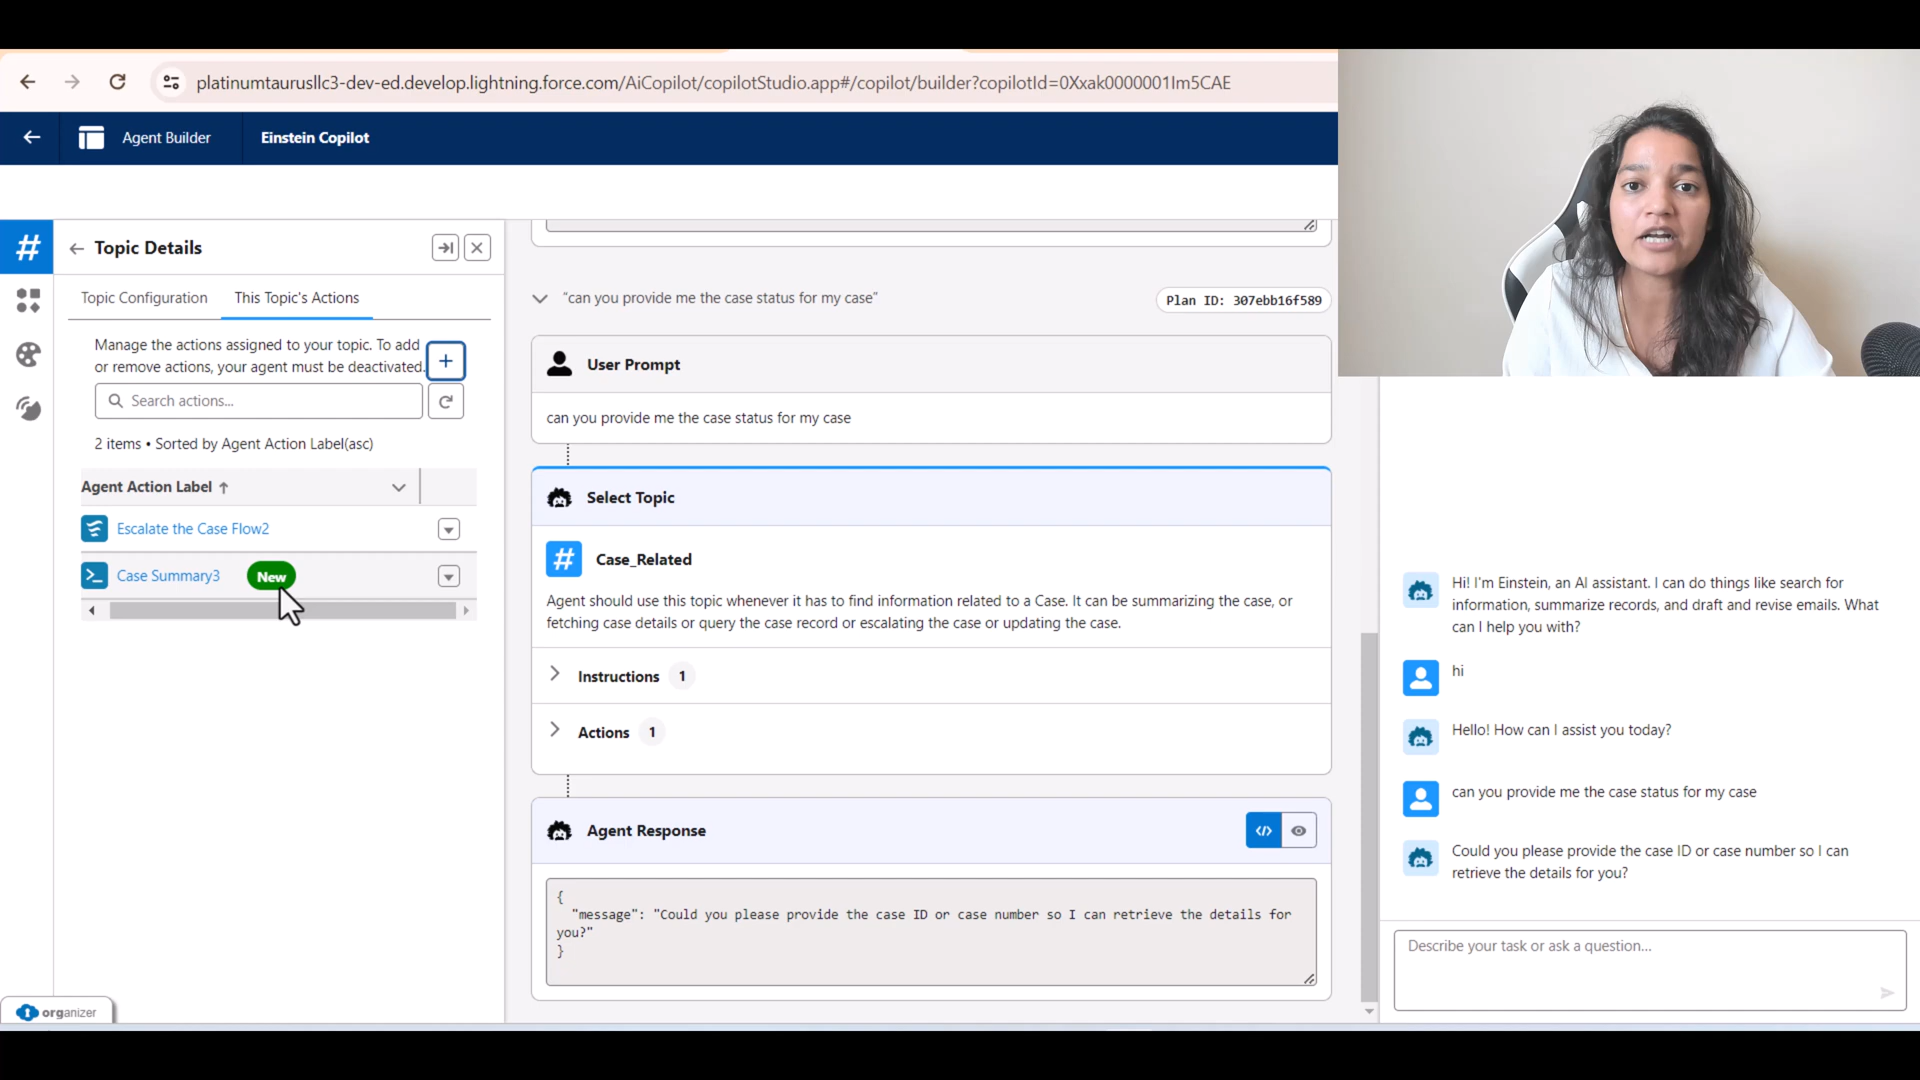 platinumtaurusllc3-dev-ed.develop.lightning.force.com/AiCopilot/copilotStudio.app#/copilot/builder?copilotId=0Xxak0000001Im5CAE
Agent Builder
Einstein Copilot
Topic Details
Topic Configuration
This Topic's Actions
Manage the actions assigned to your topic. To add
or remove actions, your agent must be deactivated.
Search actions...
2 items • Sorted by Agent Action Label(asc)
Agent Action Label
Escalate the Case Flow2
Case Summary3
New
organizer
"can you provide me the case status for my case"
Plan ID: 307ebb16f589
User Prompt
can you provide me the case status for my case
Select Topic
Case_Related
Agent should use this topic whenever it has to find information related to a Case. It can be summarizing the case, or
fetching case details or query the case record or escalating the case or updating the case.
Instructions 1
Actions 1
Agent Response
{
"message": "Could you please provide the case ID or case number so I can retrieve the details for
you?"
}
Hi! I'm Einstein, an AI assistant. I can do things like search for
information, summarize records, and draft and revise emails. What
can I help you with?
hi
Hello! How can I assist you today?
can you provide me the case status for my case
Could you please provide the case ID or case number so I can
retrieve the details for you?
Describe your task or ask a question...